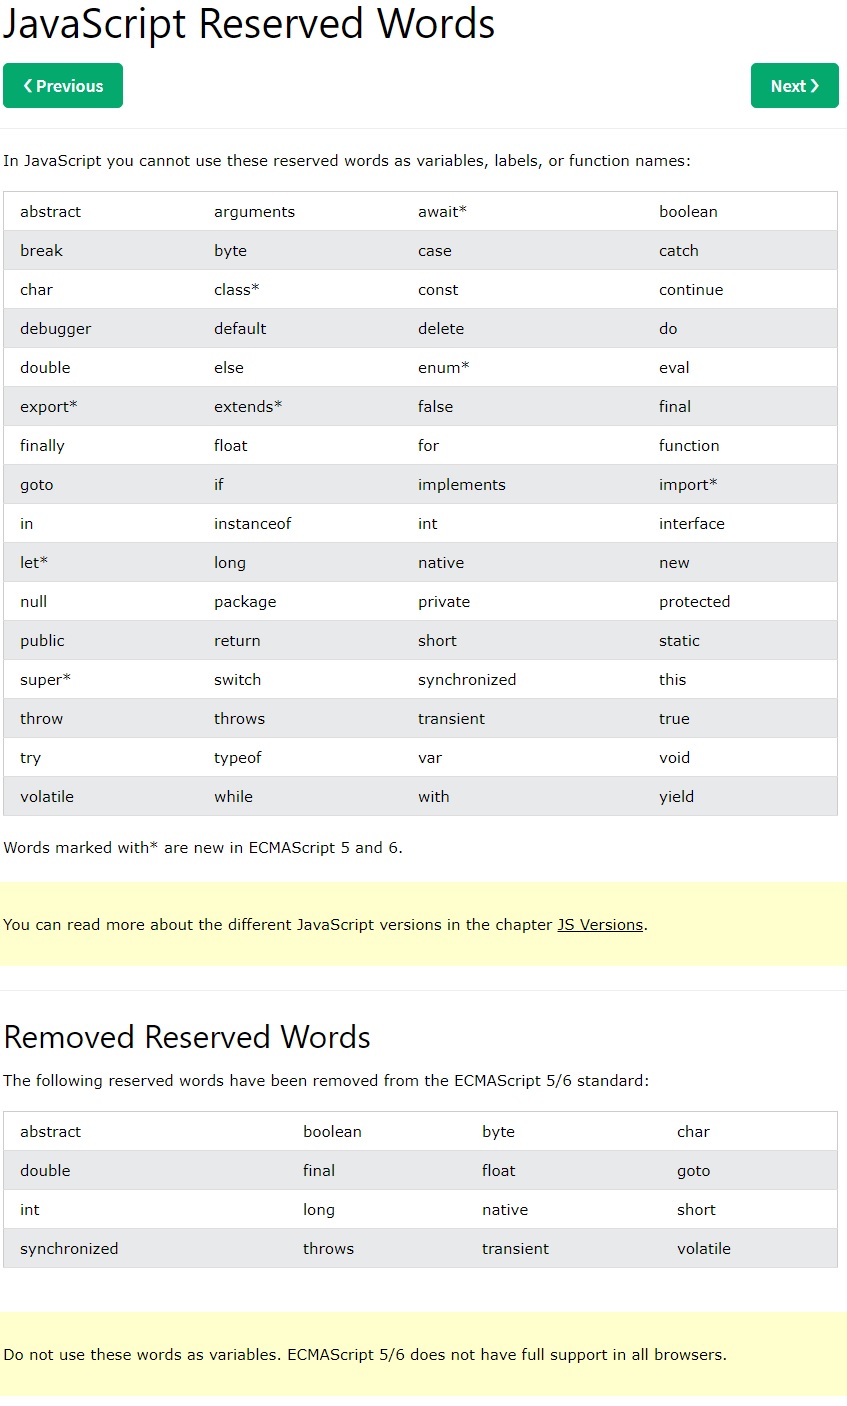 JavaScript Reserved Words
❮ Previous Next ❯
In JavaScript you cannot use these reserved words as variables, labels, or function names:
abstract arguments await* boolean
break byte case catch
char class* const continue
debugger default delete do
double else enum* eval
export* extends* false final
finally float for function
goto if implements import*
in instanceof int interface
let* long native new
null package private protected
public return short static
super* switch synchronized this
throw throws transient true
try typeof var void
volatile while with yield
Words marked with* are new in ECMAScript 5 and 6.
You can read more about the different JavaScript versions in the chapter JS Versions.
Removed Reserved Words
The following reserved words have been removed from the ECMAScript 5/6 standard:
abstract boolean byte char
double final float goto
int long native short
synchronized throws transient volatile
Do not use these words as variables. ECMAScript 5/6 does not have full support in all browsers.